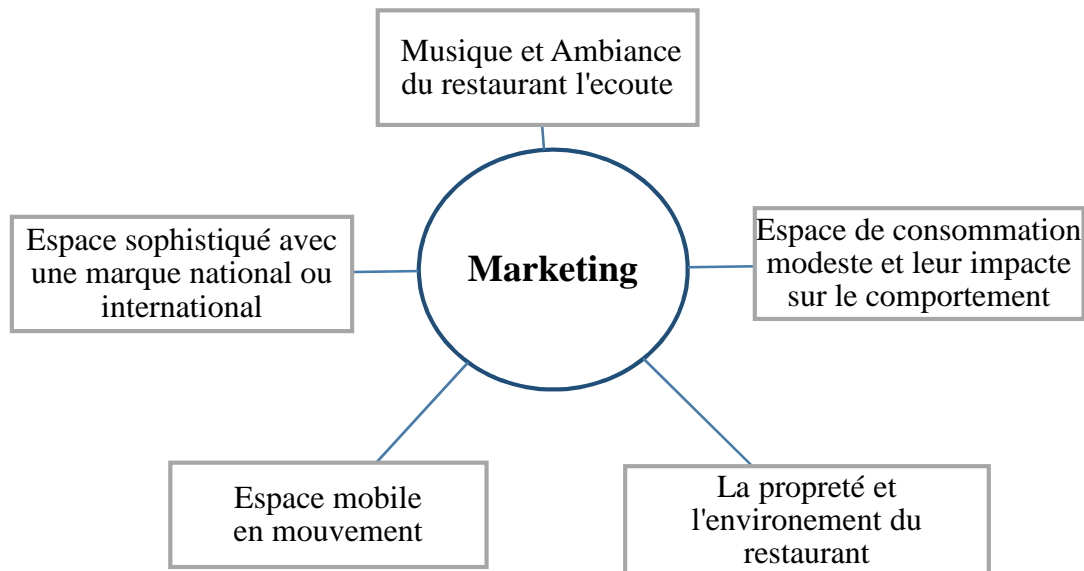 Musique et Ambiance
du restaurant l'ecoute
Espace sophistiqué avec
une marque national ou
international
Marketing
Espace de consommation
modeste et leur impacte
sur le comportement
Espace mobile
en mouvement
La propreté et
l'environement du
restaurant